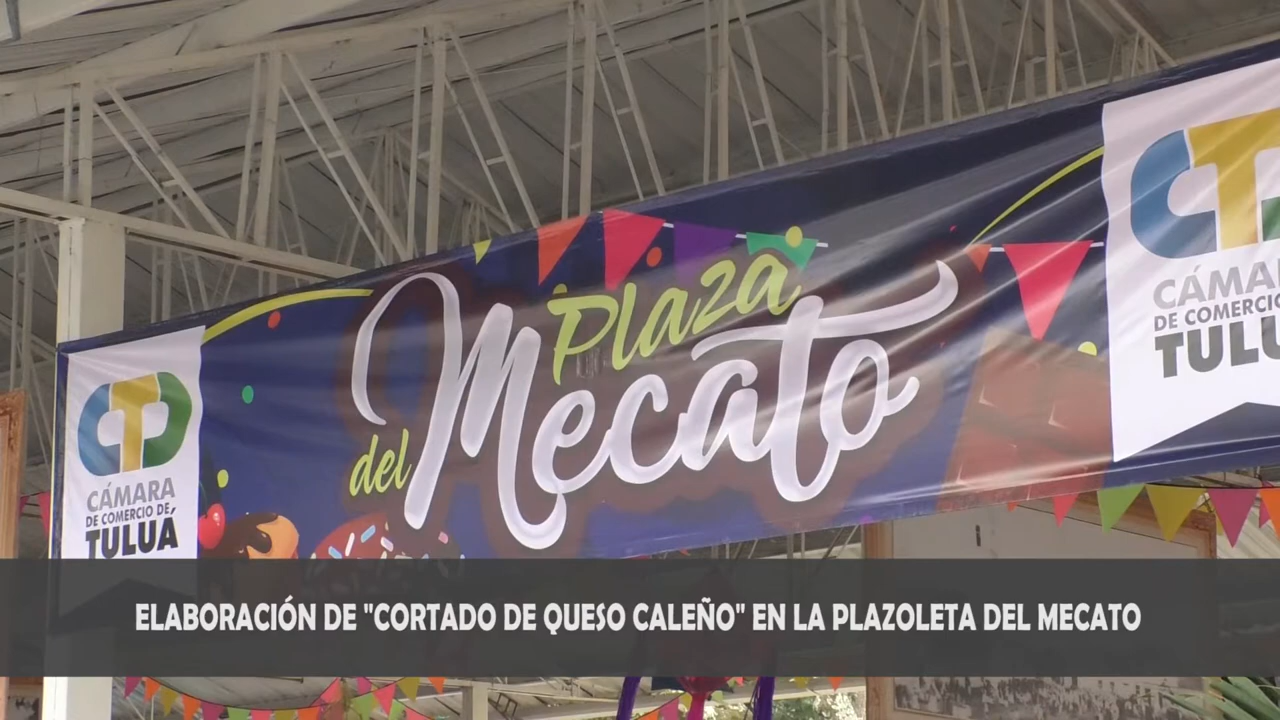 Plaza
del Mecato
CÁMARA
DE COMERCIO DE
TULUÁ
CÁMARA
DE COMERCIO
TULU
ELABORACIÓN DE "CORTADO DE QUESO CALEÑO" EN LA PLAZOLETA DEL MECATO